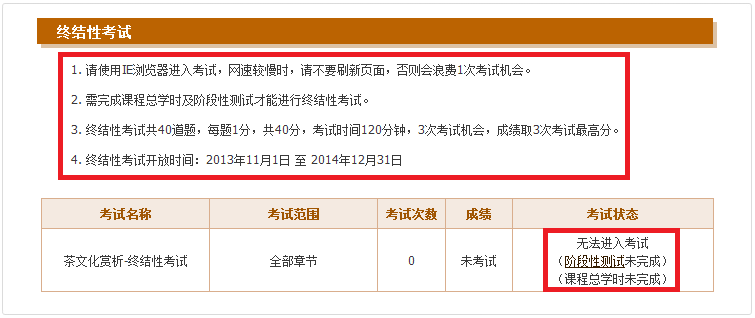 终结性考试
1. 请使用IE浏览器进入考试，网速较慢时，请不要刷新页面，否则会浪费1次考试机会。
2. 需完成课程总学时及阶段性测试才能进行终结性考试。
3. 终结性考试共40道题，每题1分，共40分，考试时间120分钟，3次考试机会，成绩取3次考试最高分。
4. 终结性考试开放时间：2013年11月1日 至 2014年12月31日
考试名称 考试范围 考试次数 成绩 考试状态
茶文化赏析-终结性考试 全部章节 0 未考试 无法进入考试
（阶段性测试未完成）
（课程总学时未完成）